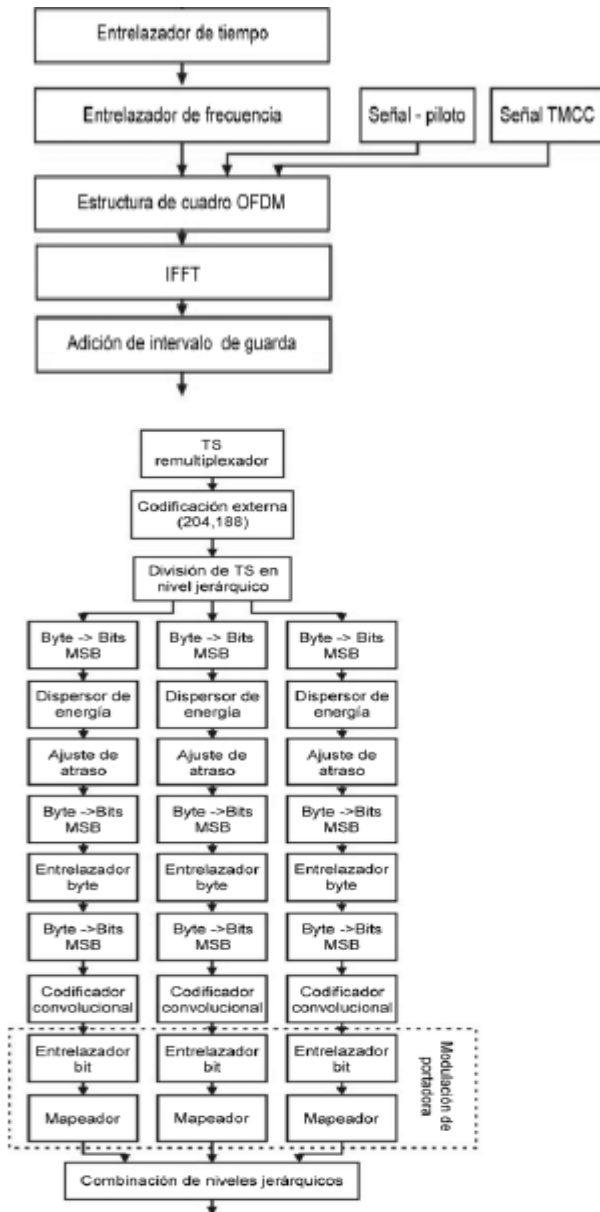 Entrelazador de tiempo
Entrelazador de frecuencia
Señal - piloto
Señal TMCC
Estructura de cuadro OFDM
IFFT
Adición de intervalo de guarda
TS
remultiplexador
Codificación externa
(204,188)
División de TS en
nivel jerárquico
Byte -> Bits
MSB
Byte -> Bits
MSB
Byte -> Bits
MSB
Dispersor de
energía
Dispersor de
energía
Dispersor de
energía
Ajuste de
atraso
Ajuste de
atraso
Ajuste de
atraso
Byte ->Bits
MSB
Byte ->Bits
MSB
Byte ->Bits
MSB
Entrelazador
byte
Entrelazador
byte
Entrelazador
byte
Byte ->Bits
MSB
Byte ->Bits
MSB
Byte ->Bits
MSB
Codificador
convolucional
Codificador
convolucional
Codificador
convolucional
Entrelazador
bit
Entrelazador
bit
Entrelazador
bit
Modulación de
portadora
Mapeador
Mapeador
Mapeador
Combinación de niveles jerárquicos